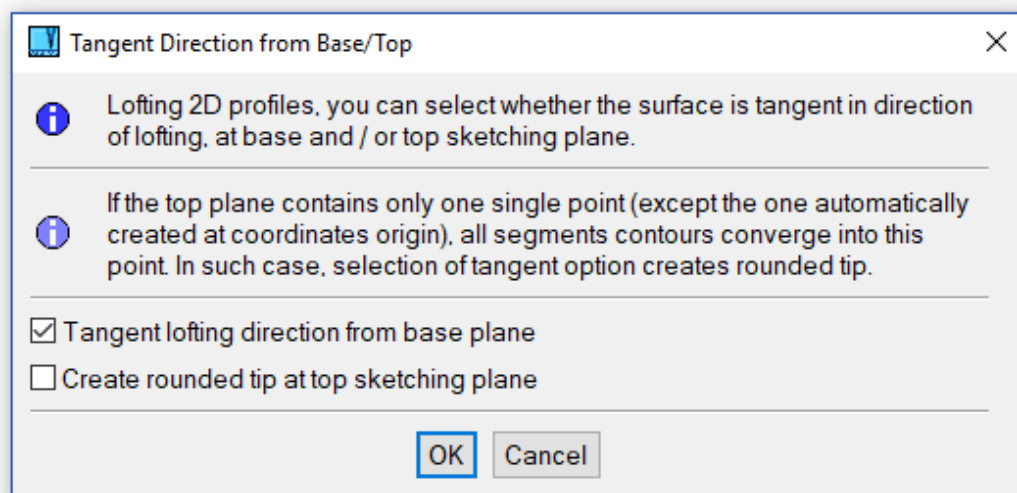 Tangent Direction from Base/Top
Lofting 2D profiles, you can select whether the surface is tangent in direction
of lofting, at base and / or top sketching plane.
If the top plane contains only one single point (except the one automatically
created at coordinates origin), all segments contours converge into this
point. In such case, selection of tangent option creates rounded tip.
Tangent lofting direction from base plane
Create rounded tip at top sketching plane
OK Cancel